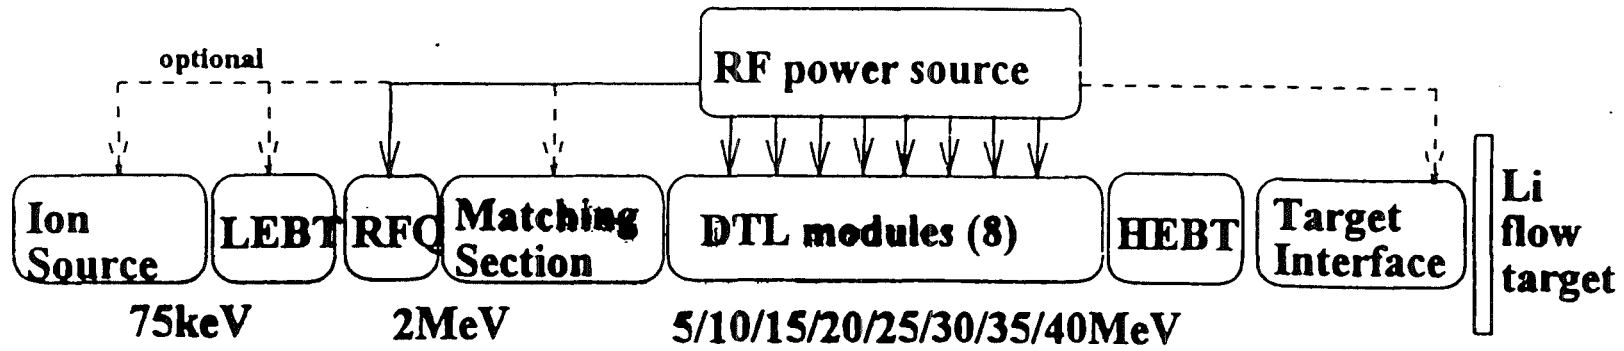 optional
RF power source
Ion
Source
LEBT
RFQ
Matching
Section
DTL modules (8)
HEBT
Target
Interface
Li
flow
target
75keV
2MeV
5/10/15/20/25/30/35/40MeV